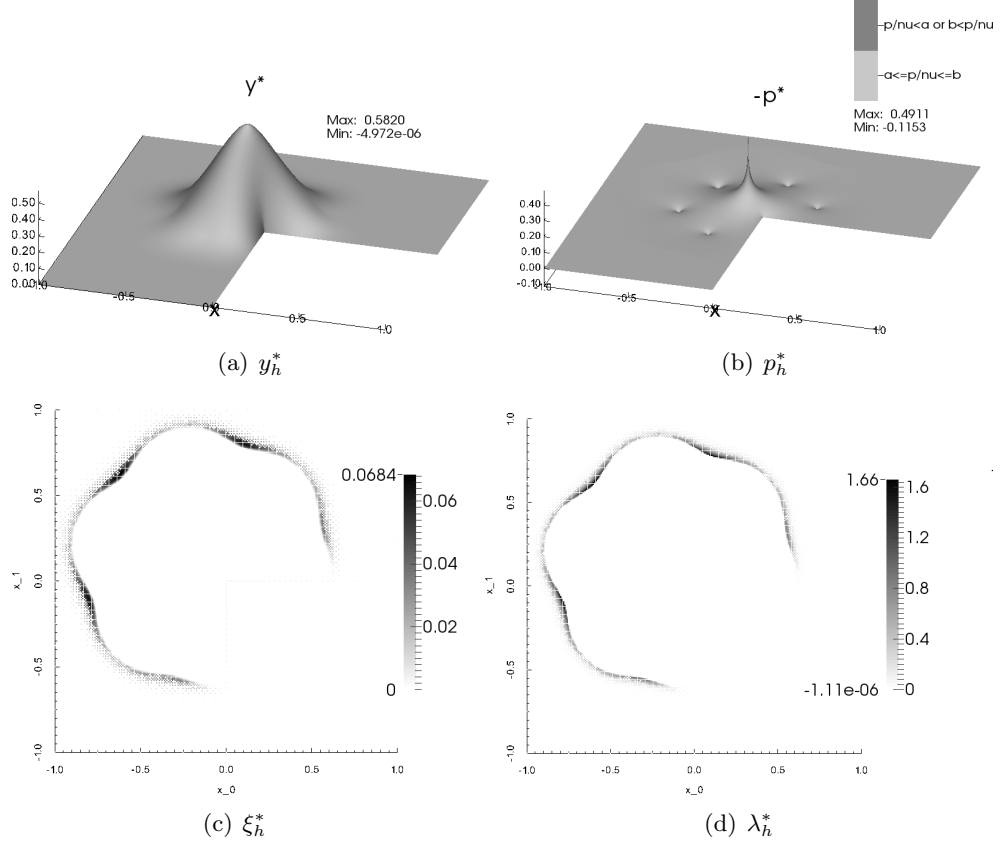 p/nu<a or b<p/nu
a<=p/nu<=b
y*
-p*
Max: 0.5820
Min: -4.972e-06
Max: 0.4911
Min: -0.1153
0.50
0.40
0.30
0.20
0.10
0.00
-0.5
X
0.5
1.0
0.40
0.30
0.20
0.10
0.00
-0.10
-0.5
X
0.5
1.0
(a) y*h
(b) p*h
1.0
0.5
0.0
-0.5
-1.0
x_1
-1.0 -0.5 0.0 0.5 1.0
x_0
0.0684
0.06
0.04
0.02
0
1.0
0.5
0.0
-0.5
-1.0
x_1
-1.0 -0.5 0.0 0.5 1.0
x_0
1.66
1.6
1.2
0.8
0.4
-1.11e-06 0
(c) ξ*h
(d) λ*h